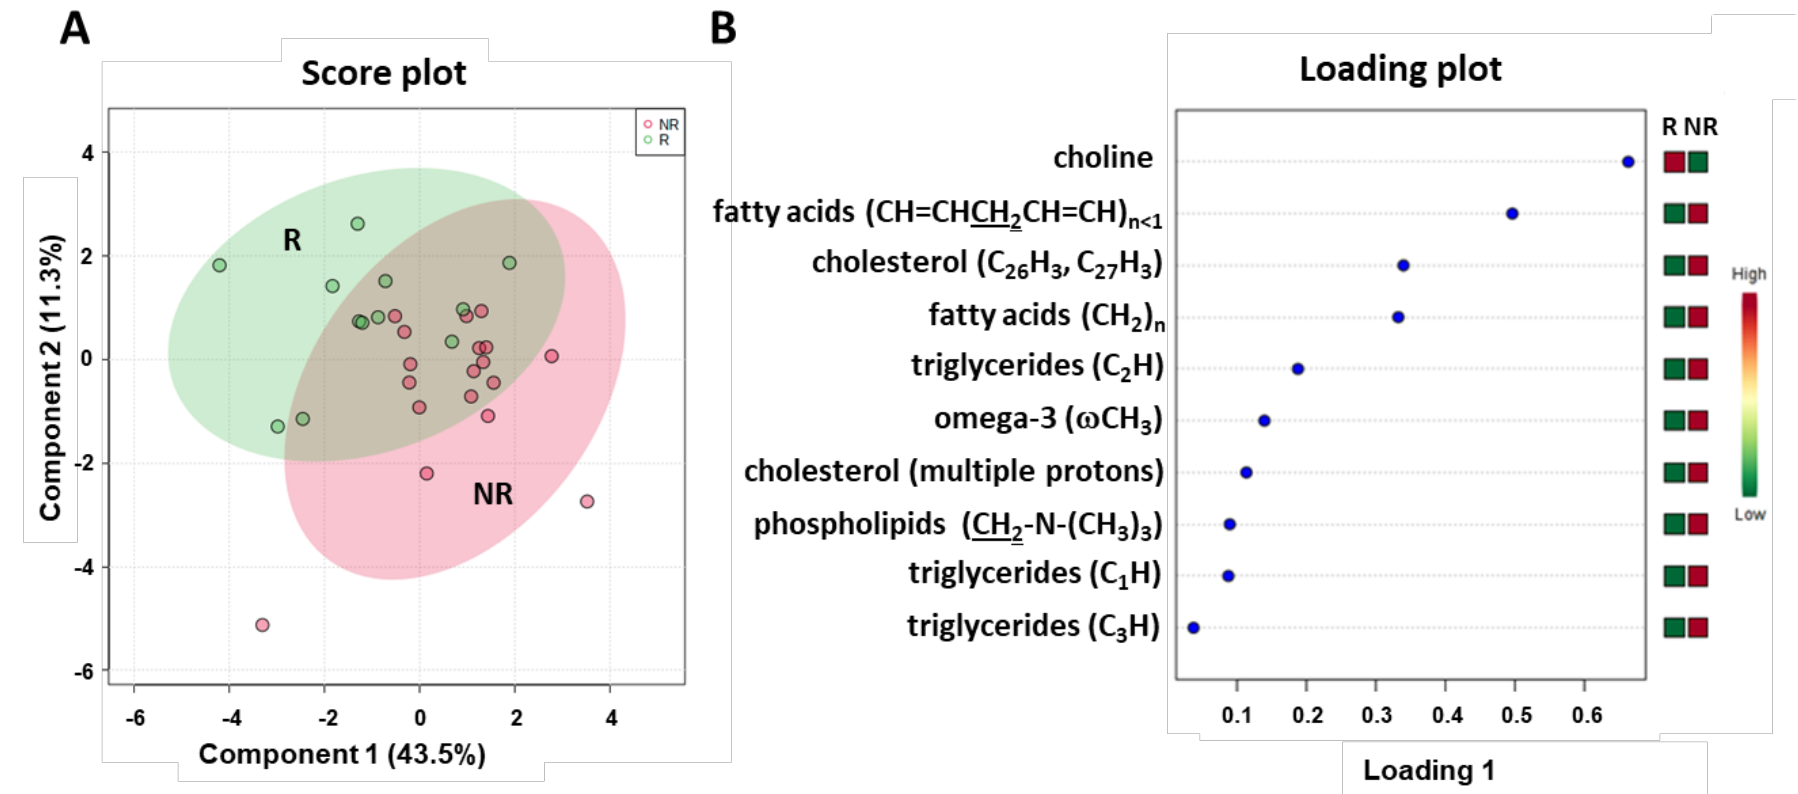 A
Score plot
NR
R
R
NR
4
2
0
-2
-4
-6
-6
-4
-2
0
2
4
Component 2 (11.3%)
Component 1 (43.5%)
B
Loading plot
R NR
choline
fatty acids (CH=CHCH₂CH=CH)n<1
cholesterol (C₂₆H₃, C₂₇H₃)
fatty acids (CH2)n
triglycerides (C₂H)
omega-3 (ωCH₃)
cholesterol (multiple protons)
phospholipids (CH₂-N-(CH₃)₃)
triglycerides (C₁H)
triglycerides (C₃H)
0.1
0.2
0.3
0.4
0.5
0.6
Loading 1
High
Low